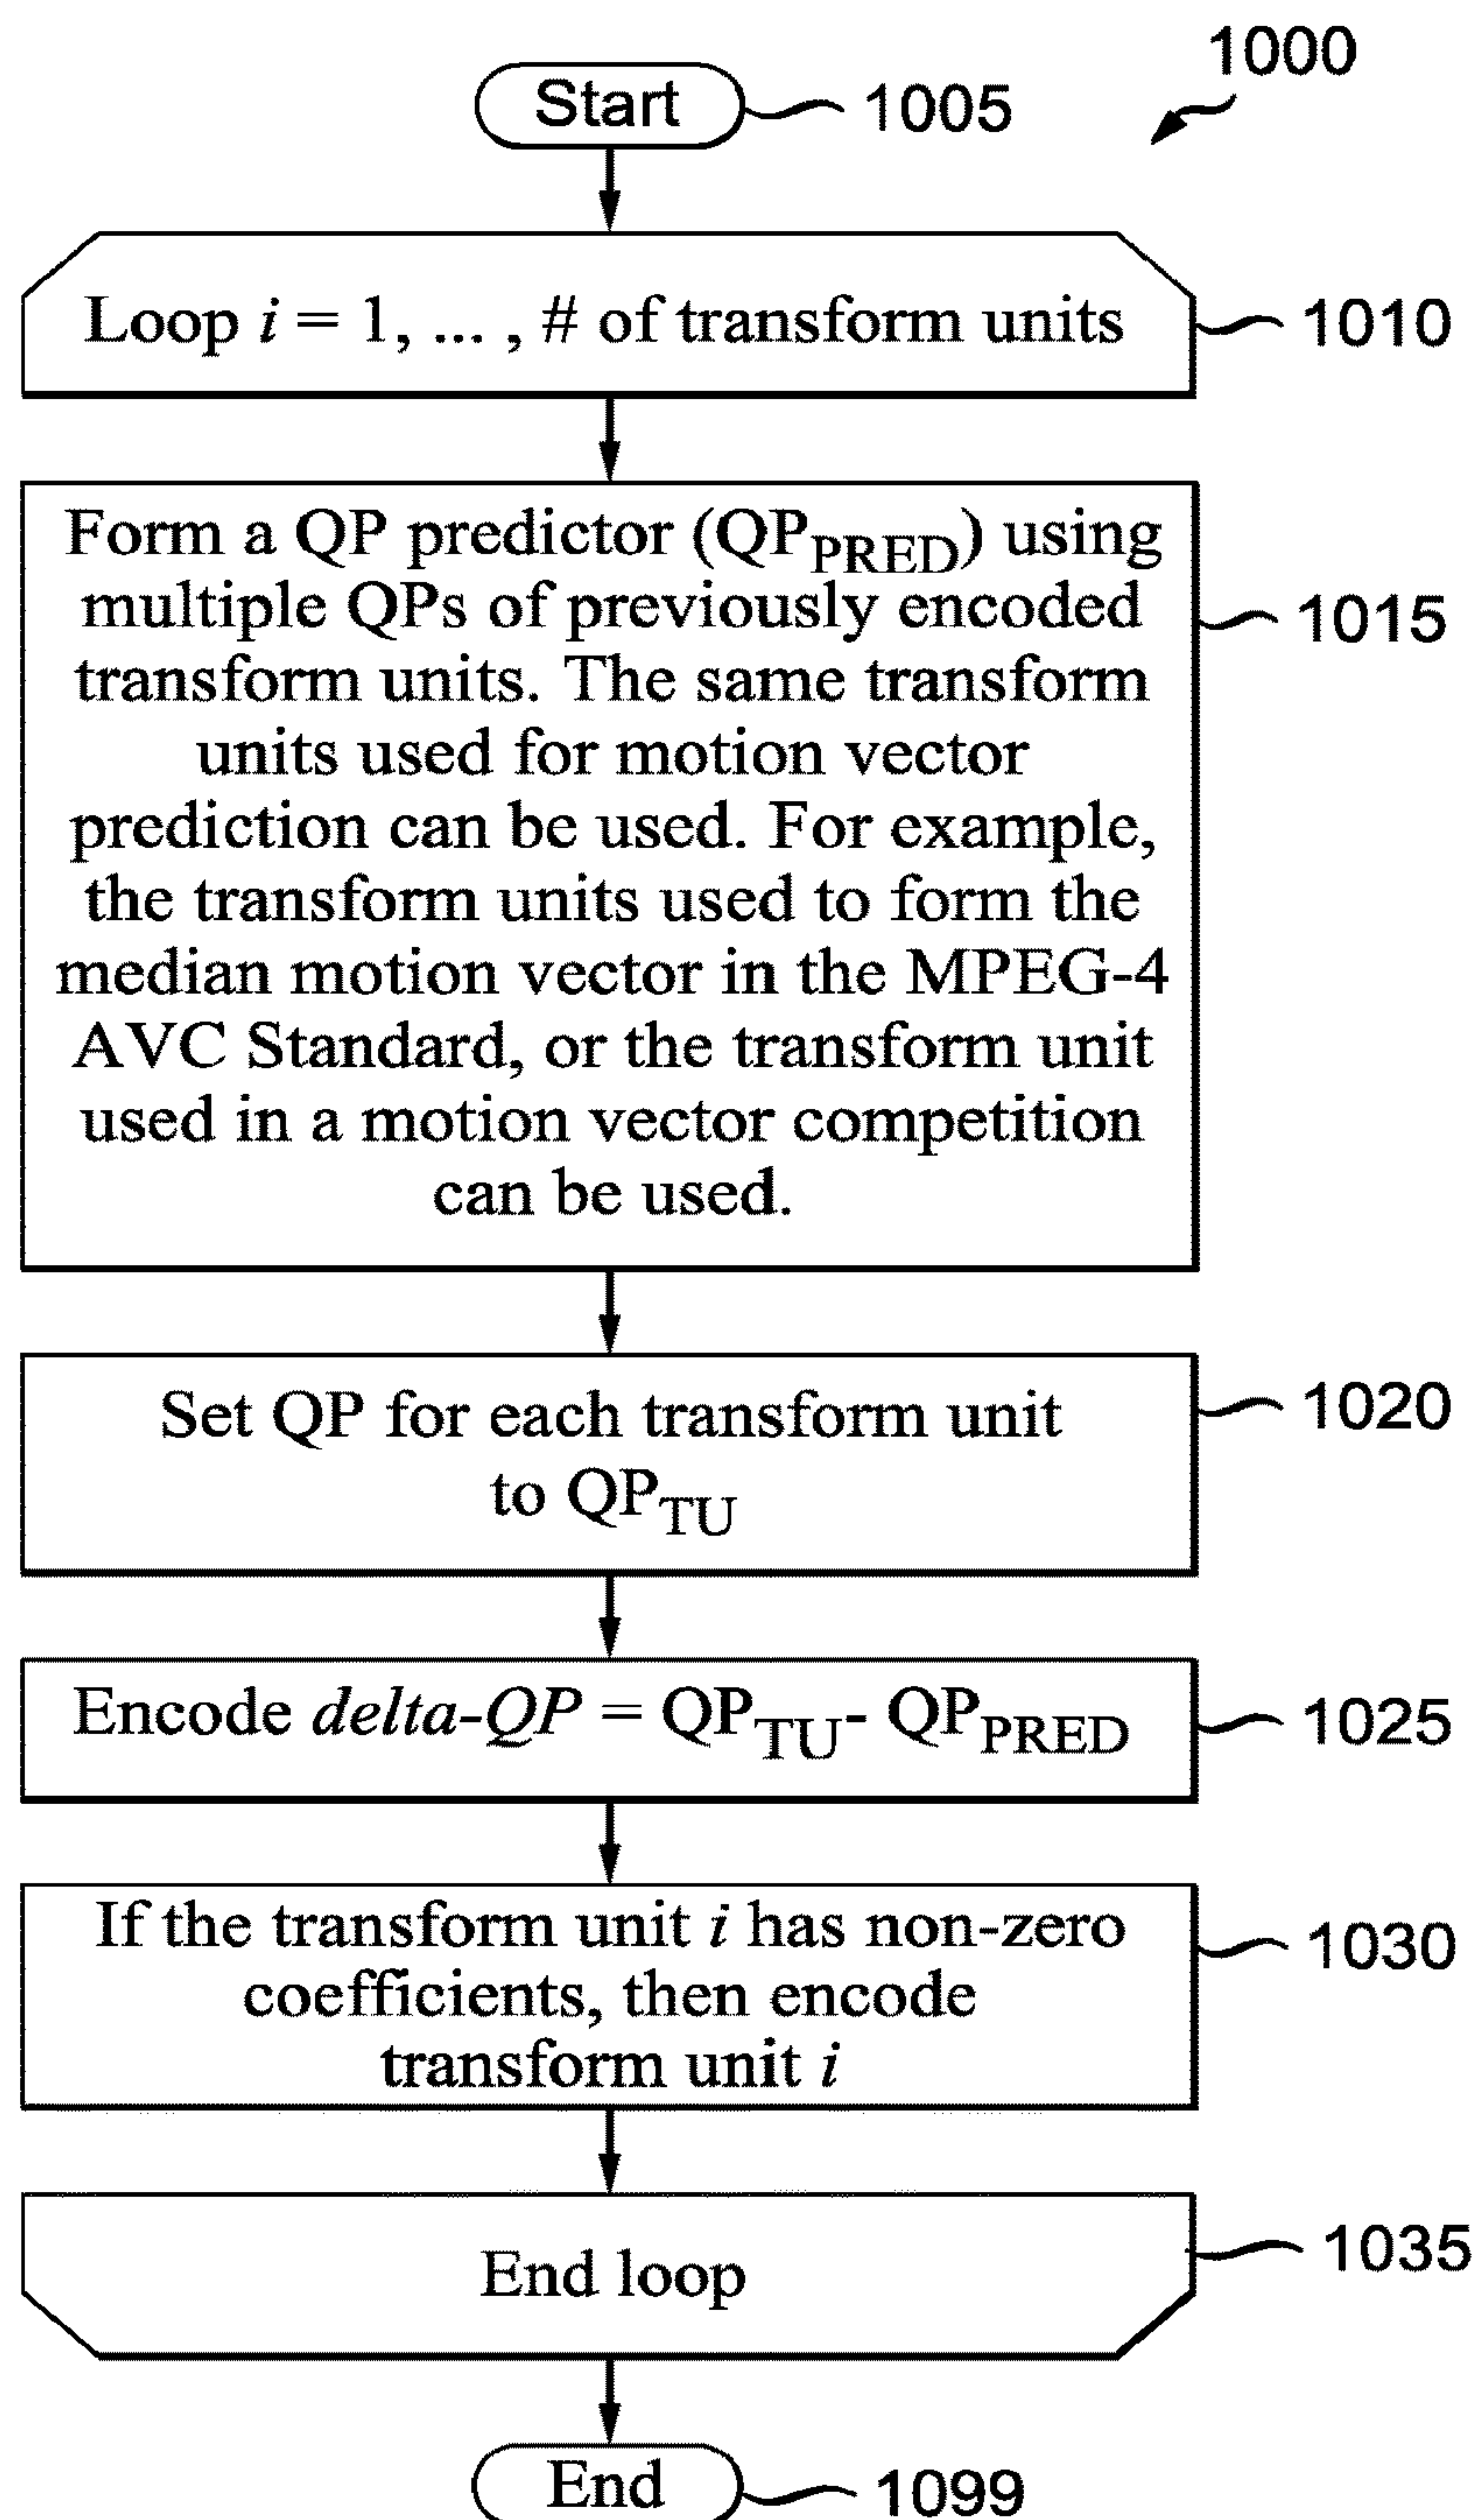 1000
Start
1005
Loop i = 1, ... , # of transform units
1010
Form a QP predictor (QPPRED) using
multiple QPs of previously encoded
transform units. The same transform
units used for motion vector
prediction can be used. For example,
the transform units used to form the
median motion vector in the MPEG-4
AVC Standard, or the transform unit
used in a motion vector competition
can be used.
1015
Set QP for each transform unit
to QPTU
1020
Encode delta-QP = QPTU- QPPRED
1025
If the transform unit i has non-zero
coefficients, then encode
transform unit i
1030
End loop
1035
End
1099